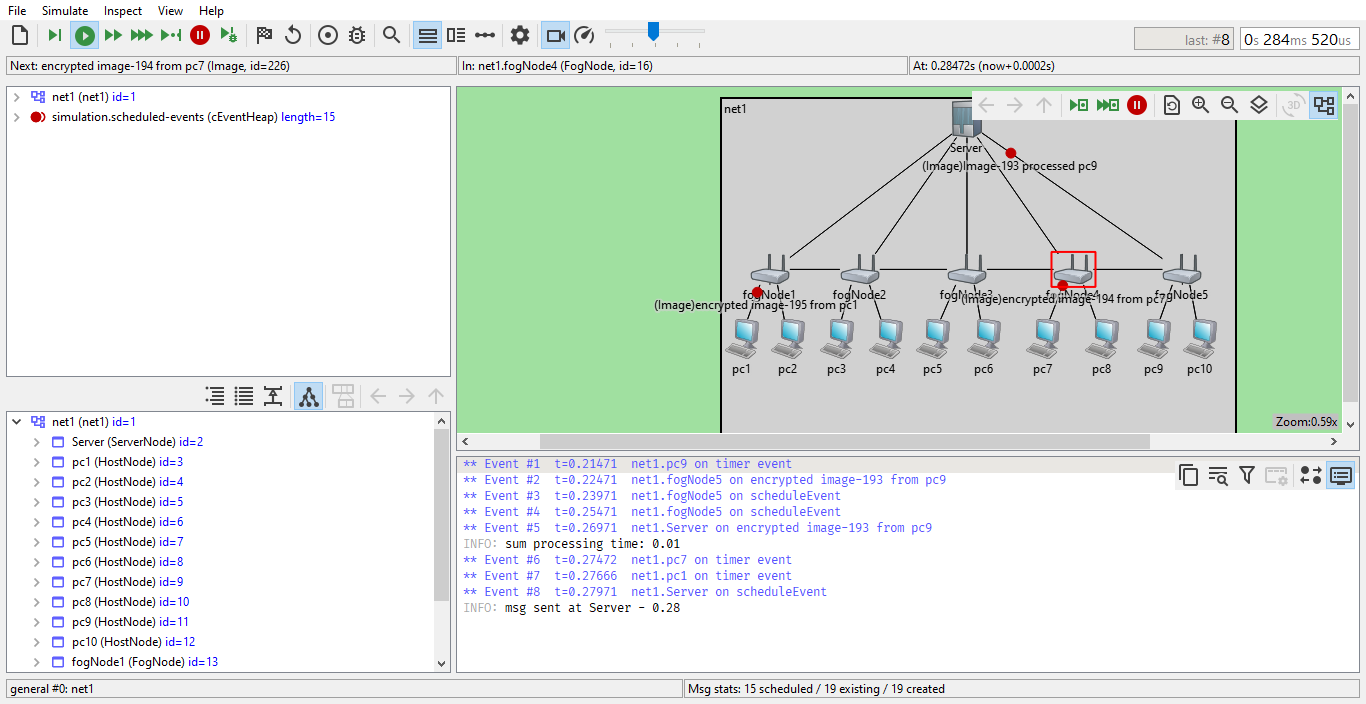 File Simulate Inspect View Help
last: #8 0s 284ms 520us
Next: encrypted image-194 from pc7 (Image, id=226) In: net1.fogNode4 (FogNode, id=16) At: 0.28472s (now+0.0002s)
net1 (net1) id=1
simulation.scheduled-events (cEventHeap) length=15
3D
net1
Server
(Image)Image-193 processed pc9
fogNode1 fogNode2 fogNode3 fogNode4 fogNode5
(Image)encrypted image-195 from pc1 (Image)encrypted image-194 from pc7
pc1 pc2 pc3 pc4 pc5 pc6 pc7 pc8 pc9 pc10
Zoom:0.59x
net1 (net1) id=1
Server (ServerNode) id=2
pc1 (HostNode) id=3
pc2 (HostNode) id=4
pc3 (HostNode) id=5
pc4 (HostNode) id=6
pc5 (HostNode) id=7
pc6 (HostNode) id=8
pc7 (HostNode) id=9
pc8 (HostNode) id=10
pc9 (HostNode) id=11
pc10 (HostNode) id=12
fogNode1 (FogNode) id=13
** Event #1 t=0.21471 net1.pc9 on timer event
** Event #2 t=0.22471 net1.fogNode5 on encrypted image-193 from pc9
** Event #3 t=0.23971 net1.fogNode5 on scheduleEvent
** Event #4 t=0.25471 net1.fogNode5 on scheduleEvent
** Event #5 t=0.26971 net1.Server on encrypted image-193 from pc9
INFO: sum processing time: 0.01
** Event #6 t=0.27472 net1.pc7 on timer event
** Event #7 t=0.27666 net1.pc1 on timer event
** Event #8 t=0.27971 net1.Server on scheduleEvent
INFO: msg sent at Server - 0.28
general #0: net1 Msg stats: 15 scheduled / 19 existing / 19 created